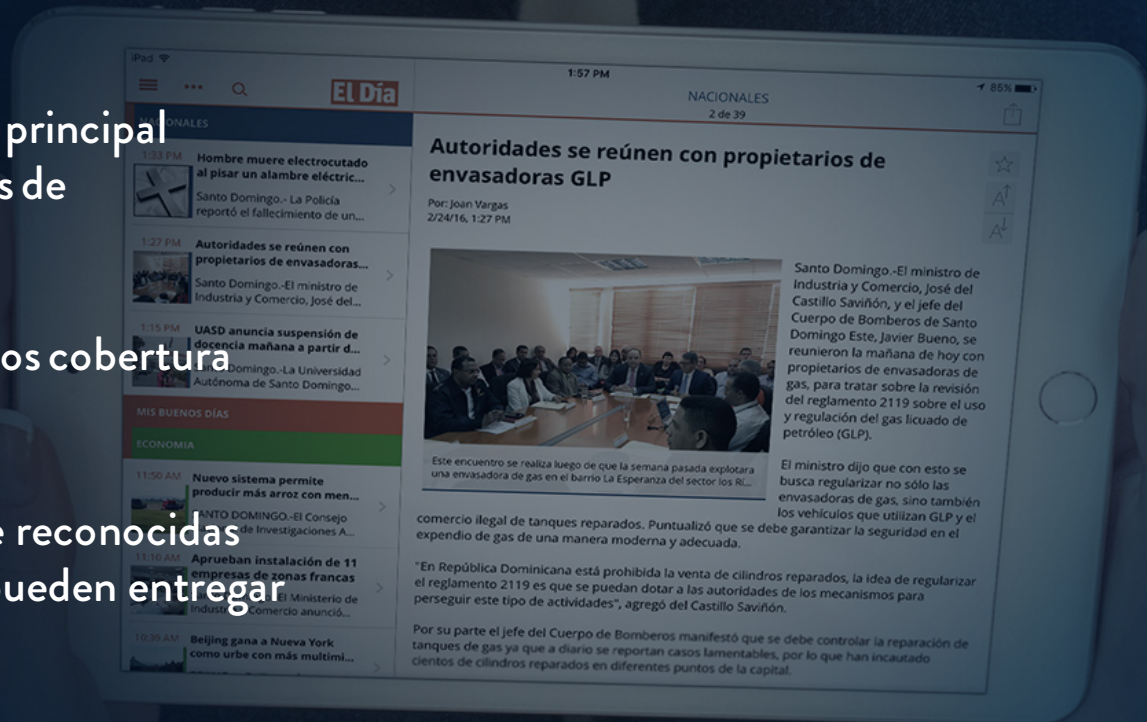 principal
s de
os cobertura
e reconocidas
pueden entregar
iPad
1:57 PM
85%
El Día
NACIONALES
2 de 39
NACIONALES
1:33 PM
Hombre muere electrocutado
al pisar un alambre eléctric...
Santo Domingo.- La Policía
reportó el fallecimiento de un...
1:27 PM
Autoridades se reúnen con
propietarios de envasadoras...
Santo Domingo.-El ministro de
Industria y Comercio, José del...
1:15 PM
UASD anuncia suspensión de
docencia mañana a partir d...
Domingo.-La Universidad
Autónoma de Santo Domingo...
MIS BUENOS DÍAS
ECONOMIA
11:50 AM
Nuevo sistema permite
producir más arroz con men...
SANTO DOMINGO.-El Consejo
de Investigaciones A...
11:10 AM
Aprueban instalación de 11
empresas de zonas francas
El Ministerio de
Industria Comercio anunció...
10:39 AM
Beijing gana a Nueva York
como urbe con más multimi...
Autoridades se reúnen con propietarios de
envasadoras GLP
Por: Joan Vargas
2/24/16, 1:27 PM
Este encuentro se realiza luego de que la semana pasada explotara
una envasadora de gas en el barrio La Esperanza del sector los Rí...
Santo Domingo.-El ministro de
Industria y Comercio, José del
Castillo Saviñón, y el jefe del
Cuerpo de Bomberos de Santo
Domingo Este, Javier Bueno, se
reunieron la mañana de hoy con
propietarios de envasadoras de
gas, para tratar sobre la revisión
del reglamento 2119 sobre el uso
y regulación del gas licuado de
petróleo (GLP).
El ministro dijo que con esto se
busca regularizar no sólo las
envasadoras de gas, sino también
los vehículos que utilizan GLP y el
comercio ilegal de tanques reparados. Puntualizó que se debe garantizar la seguridad en el
expendio de gas de una manera moderna y adecuada.
"En República Dominicana está prohibida la venta de cilindros reparados, la idea de regularizar
el reglamento 2119 es que se puedan dotar a las autoridades de los mecanismos para
perseguir este tipo de actividades", agregó del Castillo Saviñón.
Por su parte el jefe del Cuerpo de Bomberos manifestó que se debe controlar la reparación de
tanques de gas ya que a diario se reportan casos lamentables, por lo que han incautado
cientos de cilindros reparados en diferentes puntos de la capital.